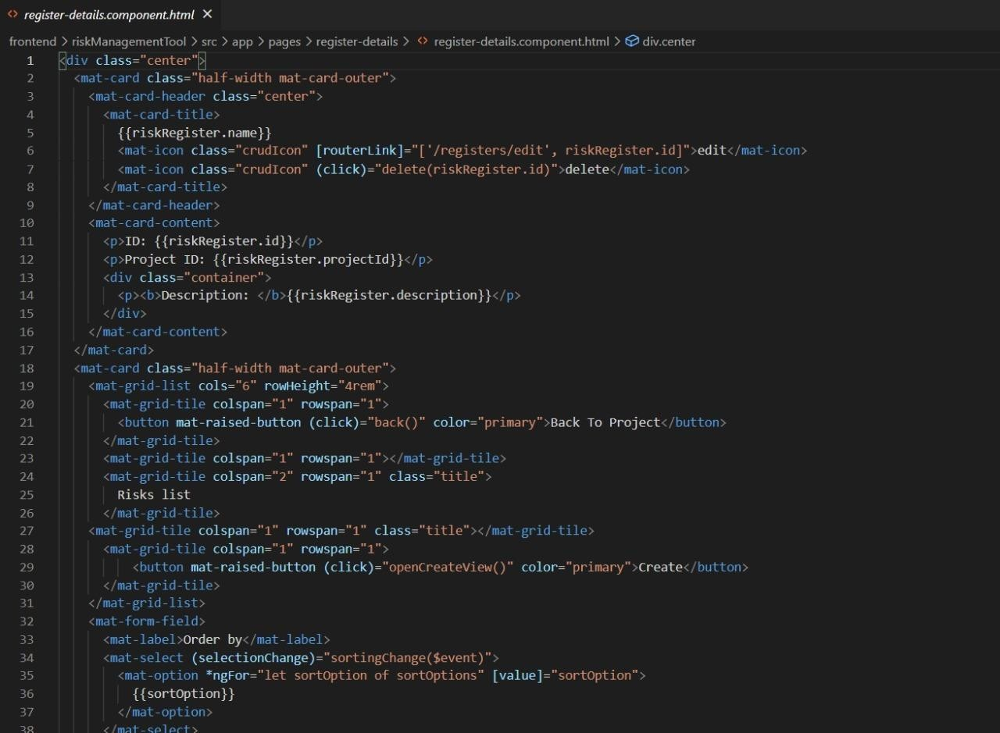 register-details.component.html
frontend > riskManagementTool > src > app > pages > register-details > register-details.component.html > div.center
1 <div class="center">
2 <mat-card class="half-width mat-card-outer">
3 <mat-card-header class="center">
4 <mat-card-title>
5 {{riskRegister.name}}
6 <mat-icon class="crudIcon" [routerLink]="['/registers/edit', riskRegister.id]">edit</mat-icon>
7 <mat-icon class="crudIcon" (click)="delete(riskRegister.id)">delete</mat-icon>
8 </mat-card-title>
9 </mat-card-header>
10 <mat-card-content>
11 <p>ID: {{riskRegister.id}}</p>
12 <p>Project ID: {{riskRegister.projectId}}</p>
13 <div class="container">
14 <p><b>Description: </b>{{riskRegister.description}}</p>
15 </div>
16 </mat-card-content>
17 </mat-card>
18 <mat-card class="half-width mat-card-outer">
19 <mat-grid-list cols="6" rowHeight="4rem">
20 <mat-grid-tile colspan="1" rowspan="1">
21 <button mat-raised-button (click)="back()" color="primary">Back To Project</button>
22 </mat-grid-tile>
23 <mat-grid-tile colspan="1" rowspan="1"></mat-grid-tile>
24 <mat-grid-tile colspan="2" rowspan="1" class="title">
25 Risks list
26 </mat-grid-tile>
27 <mat-grid-tile colspan="1" rowspan="1" class="title"></mat-grid-tile>
28 <mat-grid-tile colspan="1" rowspan="1">
29 <button mat-raised-button (click)="openCreateView()" color="primary">Create</button>
30 </mat-grid-tile>
31 </mat-grid-list>
32 <mat-form-field>
33 <mat-label>Order by</mat-label>
34 <mat-select (selectionChange)="sortingChange($event)">
35 <mat-option *ngFor="let sortOption of sortOptions" [value]="sortOption">
36 {{sortOption}}
37 </mat-option>
38 </mat-select>